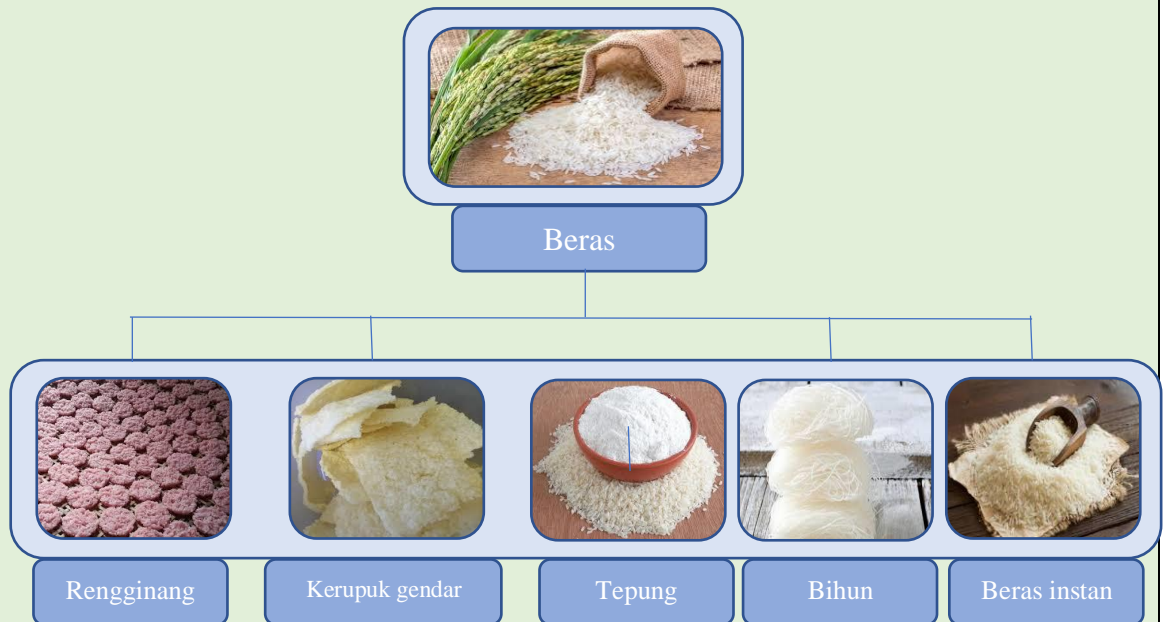 Beras
Rengginang
Kerupuk gendar
Tepung
Bihun
Beras instan